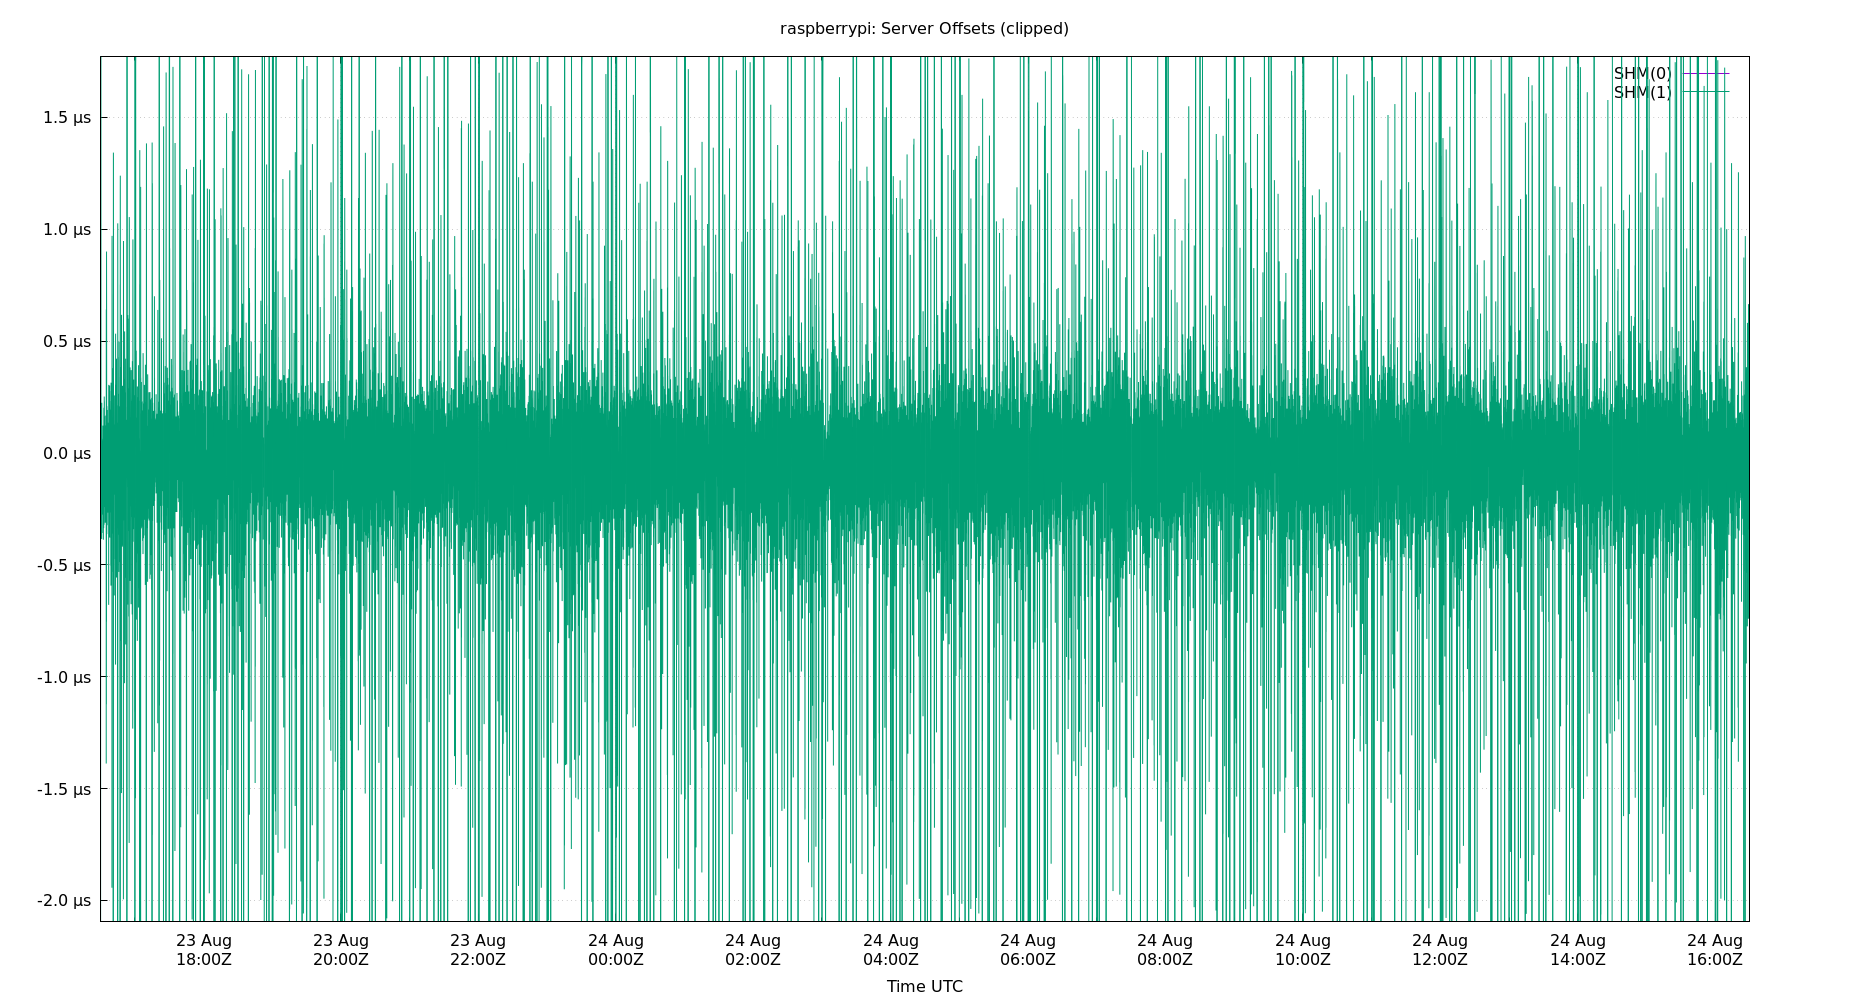 raspberrypi: Server Offsets (clipped)
SHM(0)
SHM(1)
1.5 µs
1.0 µs
0.5 µs
0.0 µs
-0.5 µs
-1.0 µs
-1.5 µs
-2.0 µs
23 Aug 23 Aug 23 Aug 24 Aug 24 Aug 24 Aug 24 Aug 24 Aug 24 Aug 24 Aug 24 Aug 24 Aug
18:00Z 20:00Z 22:00Z 00:00Z 02:00Z 04:00Z 06:00Z 08:00Z 10:00Z 12:00Z 14:00Z 16:00Z
Time UTC